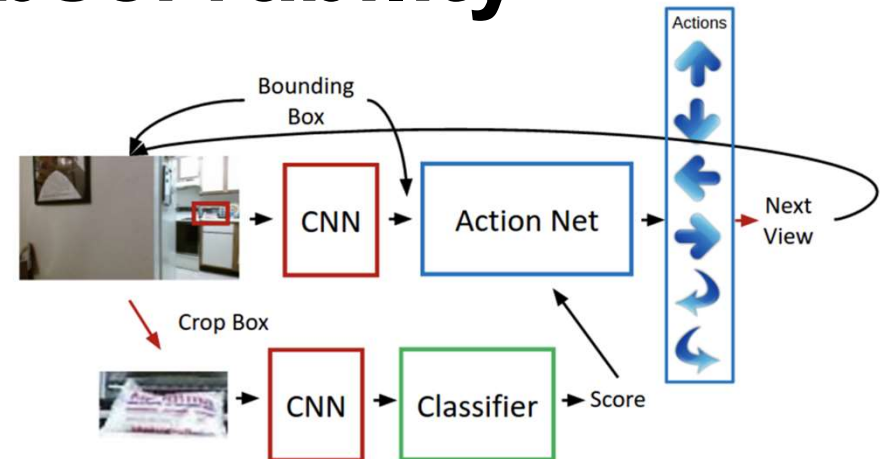 Actions
Bounding
Box
CNN
Action Net
Next
View
Crop Box
CNN
Classifier
Score